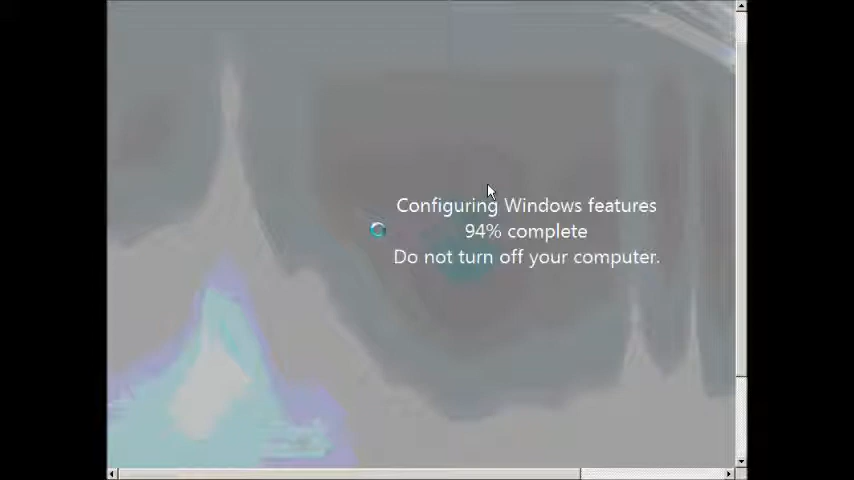 Configuring Windows features
94% complete
Do not turn off your computer.